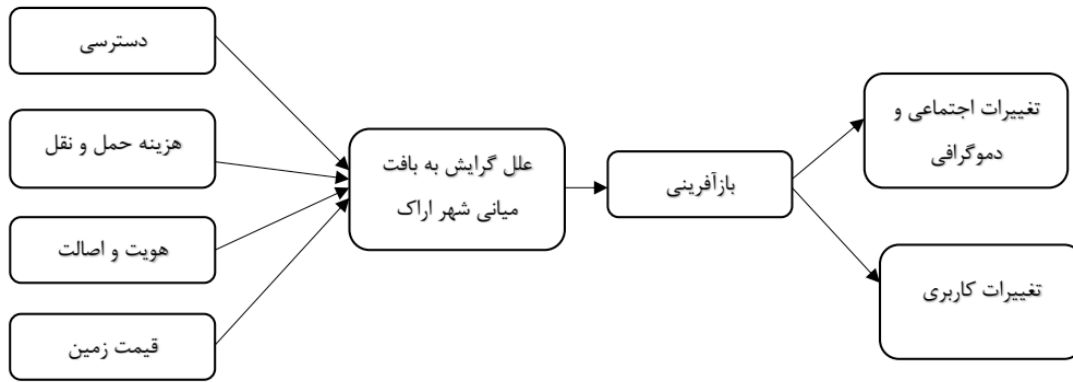 دسترسی
هزینه حمل و نقل
هویت و اصالت
قیمت زمین
علل گرایش به بافت
میانی شهر اراک
بازآفرینی
تغییرات اجتماعی و
دموگرافی
تغییرات کاربری